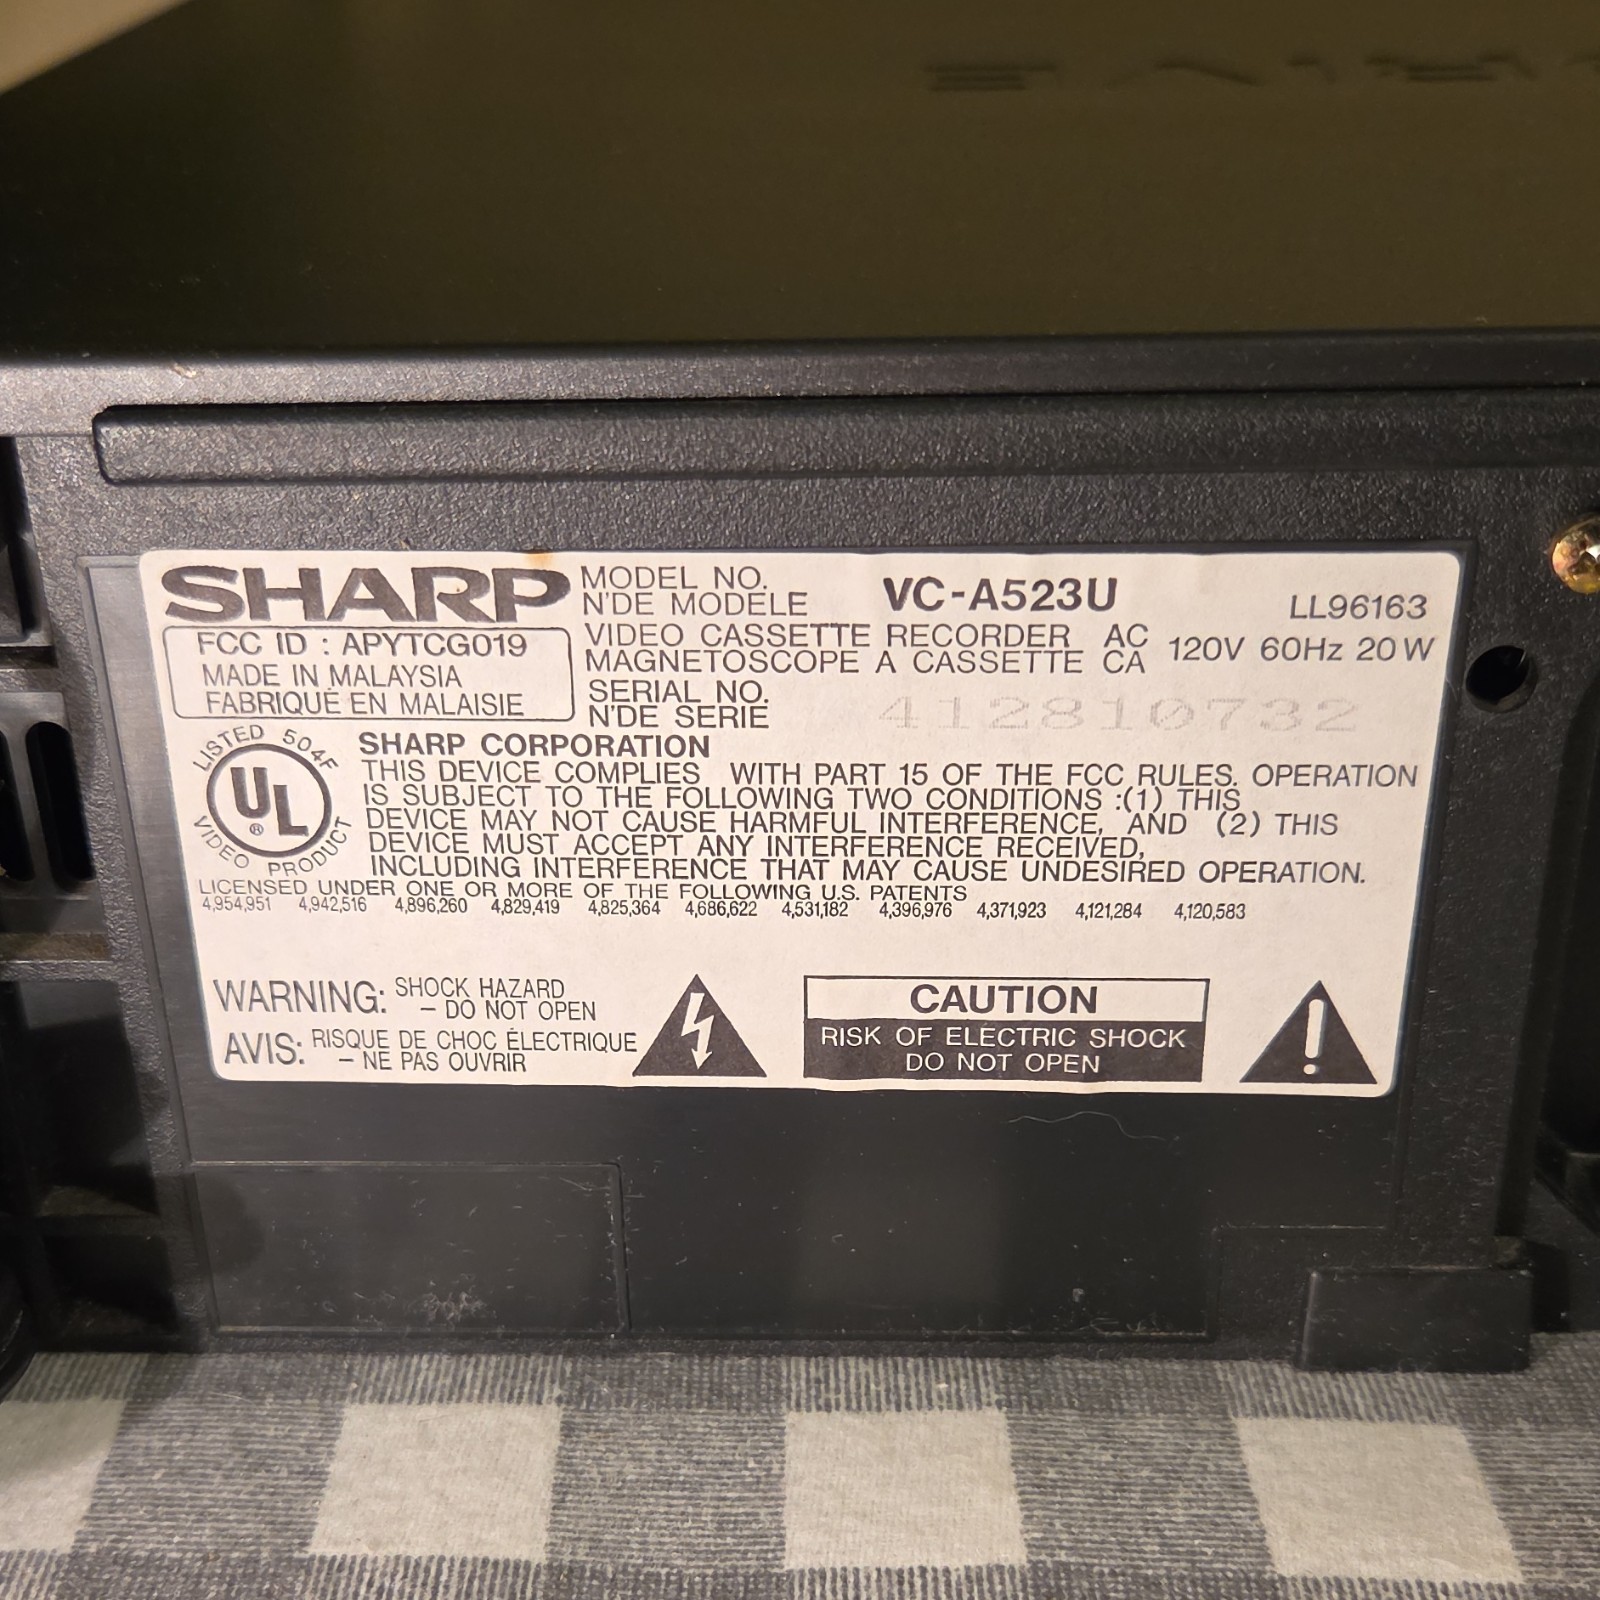 SHARP
MODEL NO.
N'DE MODÈLE
VC-A523U
LL96163
FCC ID : APYTCG019
MADE IN MALAYSIA
FABRIQUÉ EN MALAISIE
VIDEO CASSETTE RECORDER AC
MAGNETOSCOPE A CASSETTE CA
120V 60Hz 20W
SERIAL NO.
N'DE SERIE
412810732
LISTED 504F
UL ®
VIDEO PRODUCT
SHARP CORPORATION
THIS DEVICE COMPLIES WITH PART 15 OF THE FCC RULES. OPERATION
IS SUBJECT TO THE FOLLOWING TWO CONDITIONS :(1) THIS
DEVICE MAY NOT CAUSE HARMFUL INTERFERENCE, AND (2) THIS
DEVICE MUST ACCEPT ANY INTERFERENCE RECEIVED,
INCLUDING INTERFERENCE THAT MAY CAUSE UNDESIRED OPERATION.
LICENSED UNDER ONE OR MORE OF THE FOLLOWING U.S. PATENTS
4,954,951 4,942,516 4,896,260 4,829,419 4,825,364 4,686,622 4,531,182 4,396,976 4,371,923 4,121,284 4,120,583
WARNING: SHOCK HAZARD
– DO NOT OPEN
AVIS: RISQUE DE CHOC ÉLECTRIQUE
– NE PAS OUVRIR
CAUTION
RISK OF ELECTRIC SHOCK
DO NOT OPEN